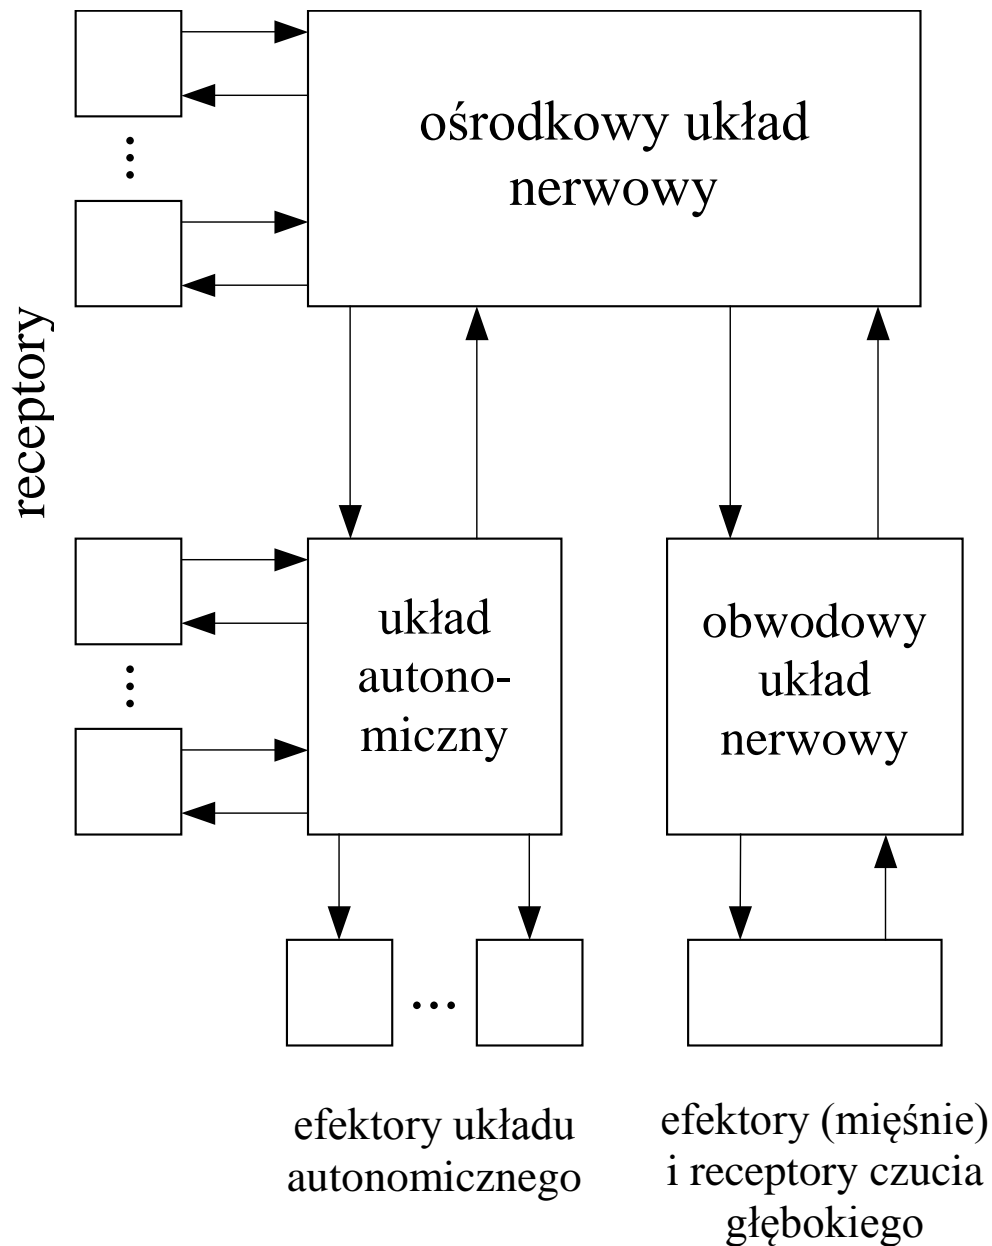 ośrodkowy układ
nerwowy
receptory
układ
autono-
miczny
obwodowy
układ
nerwowy
efektory układu
autonomicznego
efektory (mięśnie)
i receptory czucia
głębokiego